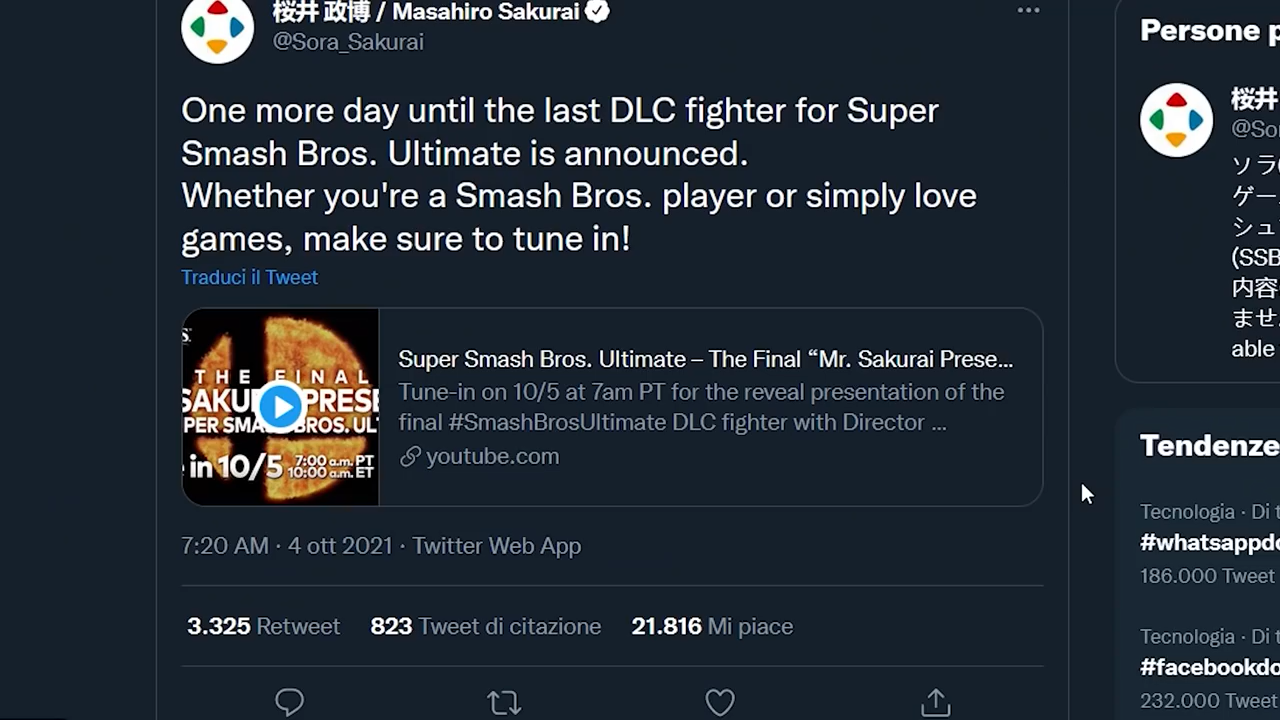 桜井 政博 / Masahiro Sakurai
@Sora_Sakurai
One more day until the last DLC fighter for Super
Smash Bros. Ultimate is announced.
Whether you're a Smash Bros. player or simply love
games, make sure to tune in!
Traduci il Tweet
THE FINAL
SAKU PRESE
PER SMA BROS. UL
in 10/5 7:00 a.m. PT
10:00 a.m. ET
Super Smash Bros. Ultimate – The Final “Mr. Sakurai Prese...
Tune-in on 10/5 at 7am PT for the reveal presentation of the
final #SmashBrosUltimate DLC fighter with Director ...
youtube.com
7:20 AM · 4 ott 2021 · Twitter Web App
3.325 Retweet 823 Tweet di citazione 21.816 Mi piace
Persone p
桜井
@So
ソラ
ゲー
シュ
(SSB
内容
ませ
able
Tendenze
Tecnologia · Di t
#whatsappdo
186.000 Tweet
Tecnologia · Di t
#facebookdo
232.000 Tweet